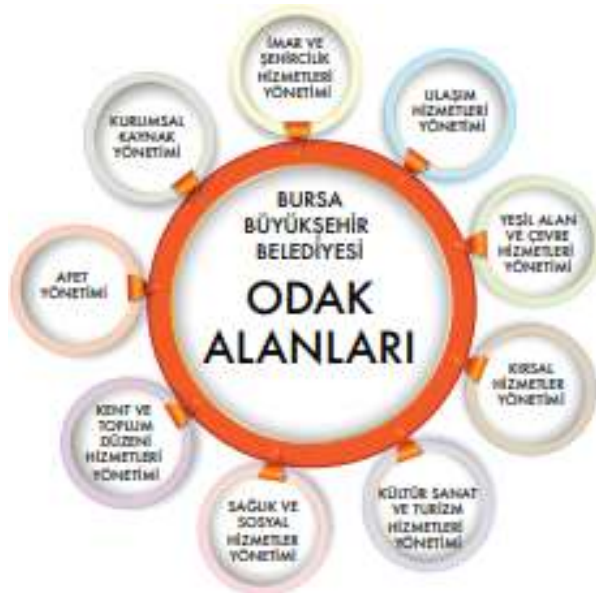 İMAR VE
ŞEHİRCİLİK
HİZMETLERİ
YÖNETİMİ
ULAŞIM
HİZMETLERİ
YÖNETİMİ
YEŞİL ALAN
VE ÇEVRE
HİZMETLERİ
YÖNETİMİ
KIRSAL
HİZMETLER
YÖNETİMİ
KÜLTÜR SANAT
VE TURİZM
HİZMETLERİ
YÖNETİMİ
SAĞLIK VE
SOSYAL
HİZMETLER
YÖNETİMİ
KENT VE
TOPLUM
DÜZENİ
HİZMETLERİ
YÖNETİMİ
AFET
YÖNETİMİ
KURUMSAL
KAYNAK
YÖNETİMİ
BURSA
BÜYÜKŞEHİR
BELEDİYESİ
ODAK
ALANLARI